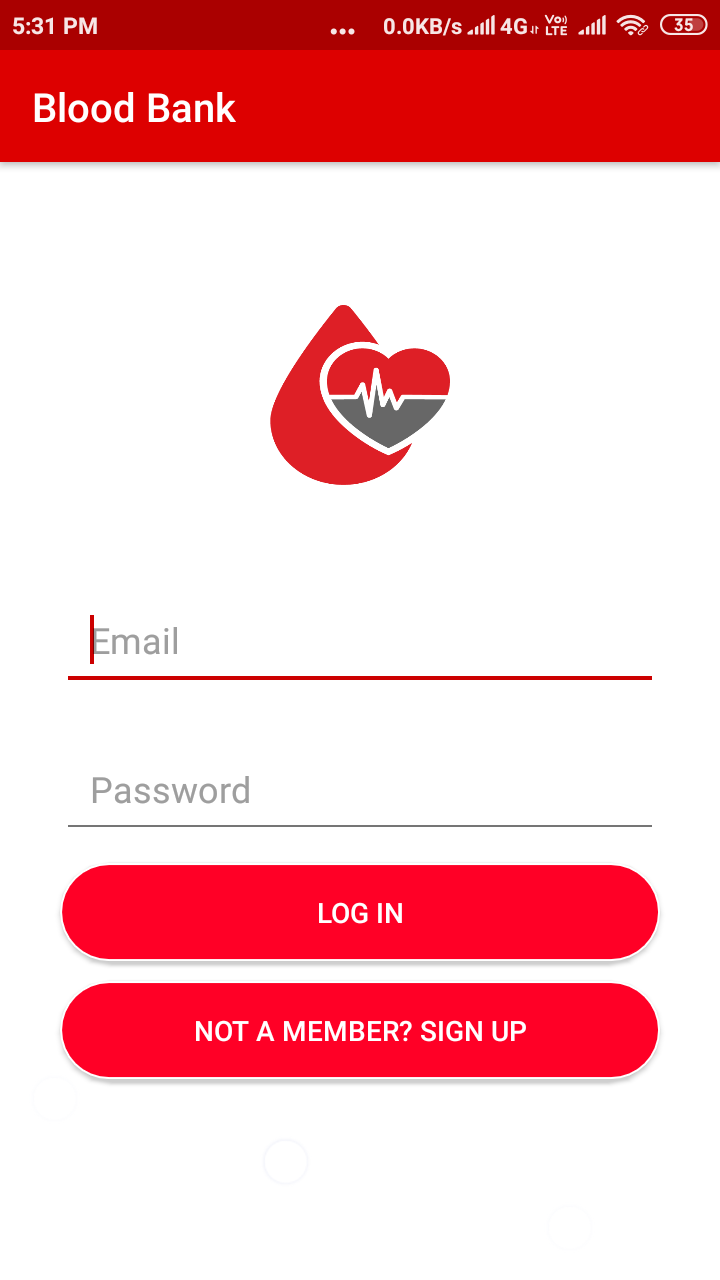 5:31 PM ... 0.0KB/s 4G Vo LTE 35
Blood Bank
Email
Password
LOG IN
NOT A MEMBER? SIGN UP